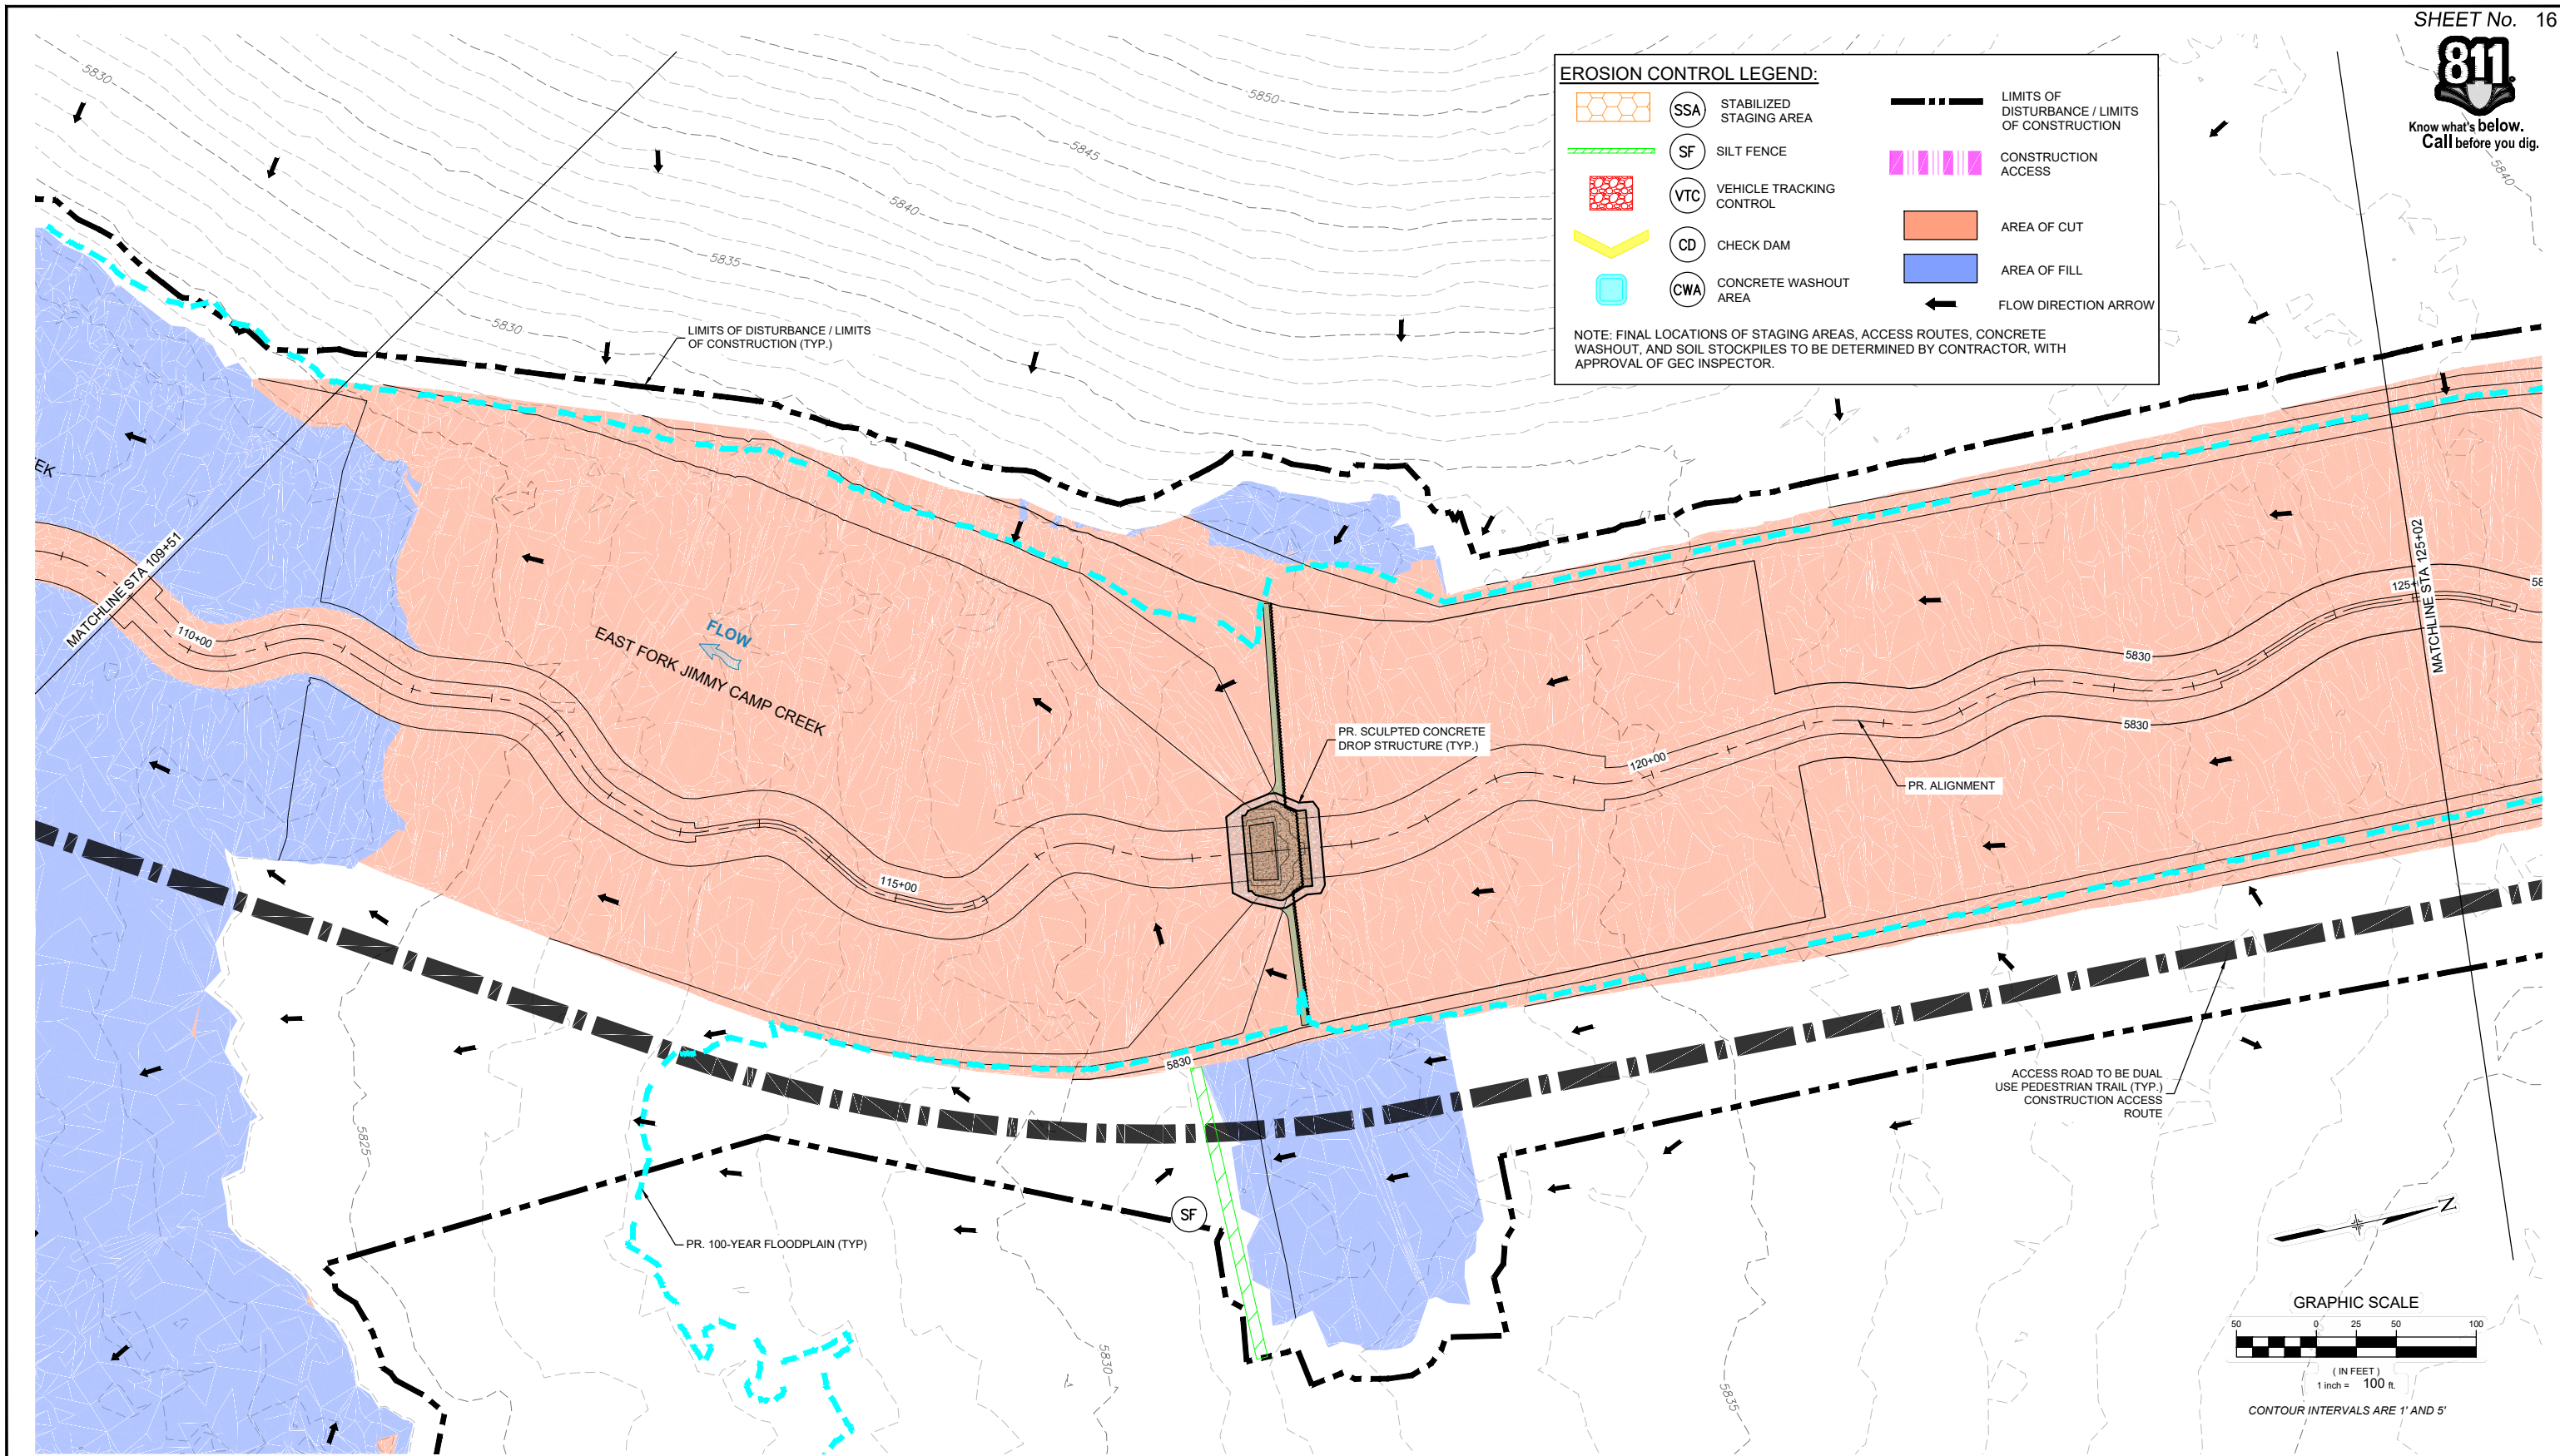 SHEET No. 16
811
Know what's below.
Call before you dig.
EROSION CONTROL LEGEND:
SSA
STABILIZED
STAGING AREA
SF
SILT FENCE
VTC
VEHICLE TRACKING
CONTROL
CD
CHECK DAM
CWA
CONCRETE WASHOUT
AREA
LIMITS OF
DISTURBANCE / LIMITS
OF CONSTRUCTION
CONSTRUCTION
ACCESS
AREA OF CUT
AREA OF FILL
FLOW DIRECTION ARROW
NOTE: FINAL LOCATIONS OF STAGING AREAS, ACCESS ROUTES, CONCRETE
WASHOUT, AND SOIL STOCKPILES TO BE DETERMINED BY CONTRACTOR, WITH
APPROVAL OF GEC INSPECTOR.
5830
5850
5845
5840
5835
5830
5840
LIMITS OF DISTURBANCE / LIMITS
OF CONSTRUCTION (TYP.)
EK
MATCHLINE STA 109+51
110+00
FLOW
EAST FORK JIMMY CAMP CREEK
PR. SCULPTED CONCRETE
DROP STRUCTURE (TYP.)
120+00
PR. ALIGNMENT
5830
5830
125+
58
MATCHLINE STA 125+02
115+00
5830
ACCESS ROAD TO BE DUAL
USE PEDESTRIAN TRAIL (TYP.)
CONSTRUCTION ACCESS
ROUTE
5825
SF
PR. 100-YEAR FLOODPLAIN (TYP)
5830
5835
N
GRAPHIC SCALE
50 0 25 50 100
( IN FEET )
1 inch = 100 ft.
CONTOUR INTERVALS ARE 1' AND 5'